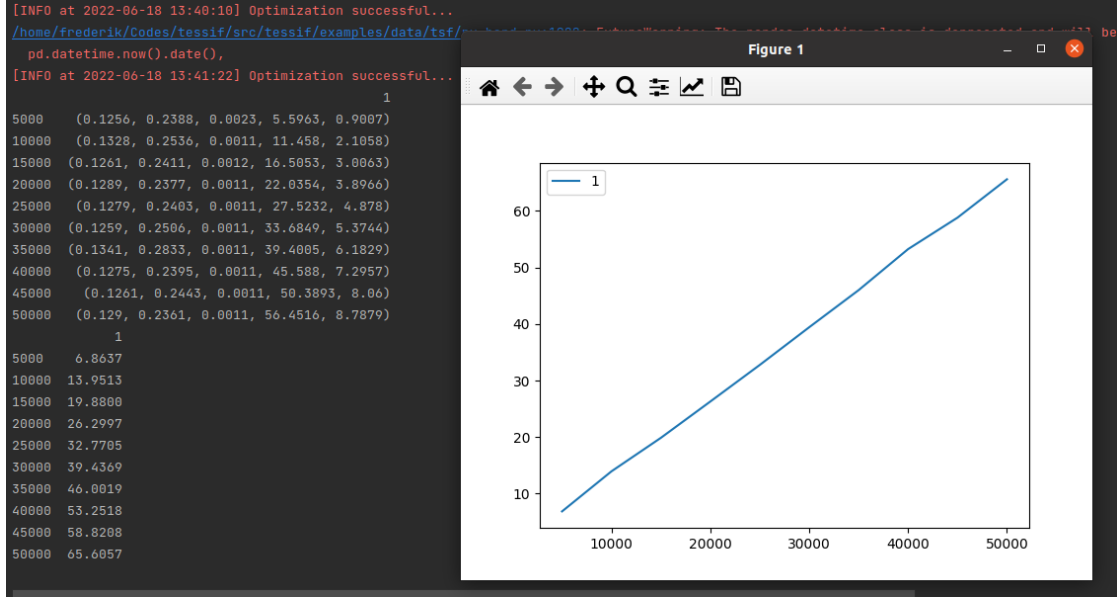 [INFO at 2022-06-18 13:40:10] Optimization successful...
/home/frederik/Codes/tessif/src/tessif/examples/data/tsf/
pd.datetime.now().date(),
[INFO at 2022-06-18 13:41:22] Optimization successful...
1
5000 (0.1256, 0.2388, 0.0023, 5.5963, 0.9007)
10000 (0.1328, 0.2536, 0.0011, 11.458, 2.1058)
15000 (0.1261, 0.2411, 0.0012, 16.5053, 3.0063)
20000 (0.1289, 0.2377, 0.0011, 22.0354, 3.8966)
25000 (0.1279, 0.2403, 0.0011, 27.5232, 4.878)
30000 (0.1259, 0.2506, 0.0011, 33.6849, 5.3744)
35000 (0.1341, 0.2833, 0.0011, 39.4005, 6.1829)
40000 (0.1275, 0.2395, 0.0011, 45.588, 7.2957)
45000 (0.1261, 0.2443, 0.0011, 50.3893, 8.06)
50000 (0.129, 0.2361, 0.0011, 56.4516, 8.7879)
1
5000 6.8637
10000 13.9513
15000 19.8800
20000 26.2997
25000 32.7705
30000 39.4369
35000 46.0019
40000 53.2518
45000 58.8208
50000 65.6057
be
Figure 1
1
60
50
40
30
20
10
10000 20000 30000 40000 50000